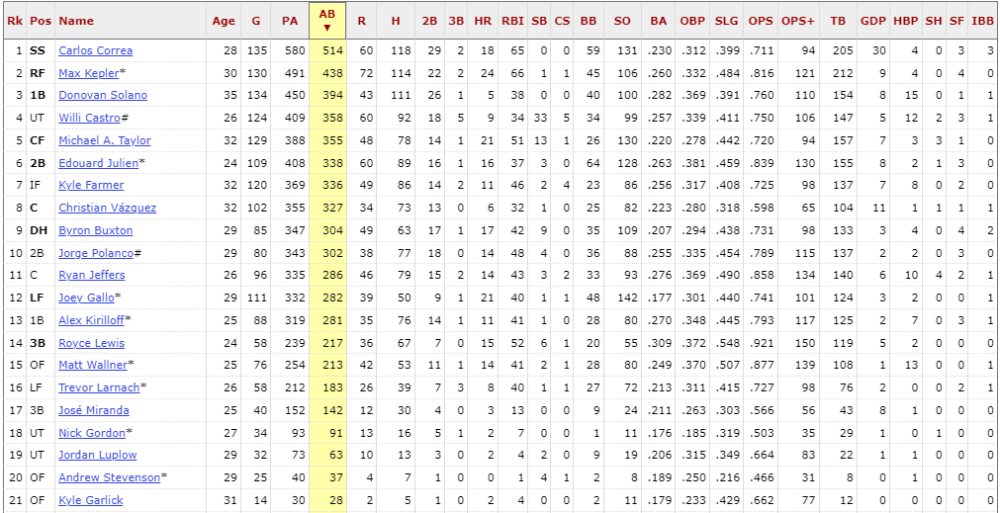 Rk Pos Name Age G PA AB ▼ R H 2B 3B HR RBI SB CS BB SO BA OBP SLG OPS OPS+ TB GDP HBP SH SF IBB
1 SS Carlos Correa 28 135 580 514 60 118 29 2 18 65 0 0 59 131 .230 .312 .399 .711 94 205 30 4 0 3 3
2 RF Max Kepler* 30 130 491 438 72 114 22 2 24 66 1 1 45 106 .260 .332 .484 .816 121 212 9 4 0 4 0
3 1B Donovan Solano 35 134 450 394 43 111 26 1 5 38 0 0 40 100 .282 .369 .391 .760 110 154 8 15 0 1 1
4 UT Willi Castro# 26 124 409 358 60 92 18 5 9 34 33 5 34 99 .257 .339 .411 .750 106 147 5 12 2 3 1
5 CF Michael A. Taylor 32 129 388 355 48 78 14 1 21 51 13 1 26 130 .220 .278 .442 .720 94 157 7 3 3 1 0
6 2B Edouard Julien* 24 109 408 338 60 89 16 1 16 37 3 0 64 128 .263 .381 .459 .839 130 155 8 2 1 3 0
7 IF Kyle Farmer 32 120 369 336 49 86 14 2 11 46 2 4 23 86 .256 .317 .408 .725 98 137 7 8 0 2 0
8 C Christian Vázquez 32 102 355 327 34 73 13 0 6 32 1 0 25 82 .223 .280 .318 .598 65 104 11 1 1 1 1
9 DH Byron Buxton 29 85 347 304 49 63 17 1 17 42 9 0 35 109 .207 .294 .438 .731 98 133 3 4 0 4 2
10 2B Jorge Polanco# 29 80 343 302 38 77 18 0 14 48 4 0 36 88 .255 .335 .454 .789 115 137 2 2 0 3 0
11 C Ryan Jeffers 26 96 335 286 46 79 15 2 14 43 3 2 33 93 .276 .369 .490 .858 134 140 6 10 4 2 1
12 LF Joey Gallo* 29 111 332 282 39 50 9 1 21 40 1 1 48 142 .177 .301 .440 .741 101 124 3 2 0 0 1
13 1B Alex Kirilloff* 25 88 319 281 35 76 14 1 11 41 1 0 28 80 .270 .348 .445 .793 117 125 2 7 0 3 1
14 3B Royce Lewis 24 58 239 217 36 67 7 0 15 52 6 1 20 55 .309 .372 .548 .921 150 119 5 2 0 0 0
15 OF Matt Wallner* 25 76 254 213 42 53 11 1 14 41 2 1 28 80 .249 .370 .507 .877 139 108 1 13 0 0 1
16 LF Trevor Larnach* 26 58 212 183 26 39 7 3 8 40 1 1 27 72 .213 .311 .415 .727 98 76 2 0 0 2 1
17 3B José Miranda 25 40 152 142 12 30 4 0 3 13 0 0 9 24 .211 .263 .303 .566 56 43 8 1 0 0 0
18 UT Nick Gordon* 27 34 93 91 13 16 5 1 2 7 0 0 1 11 .176 .185 .319 .503 35 29 1 0 1 0 0
19 UT Jordan Luplow 29 32 73 63 10 13 3 0 2 4 2 0 9 19 .206 .315 .349 .664 83 22 1 1 0 0 0
20 OF Andrew Stevenson* 29 25 40 37 4 7 1 0 0 1 4 1 2 8 .189 .250 .216 .466 31 8 0 1 0 0 0
21 OF Kyle Garlick 31 14 30 28 2 5 1 0 2 4 0 0 2 11 .179 .233 .429 .662 77 12 0 0 0 0 0